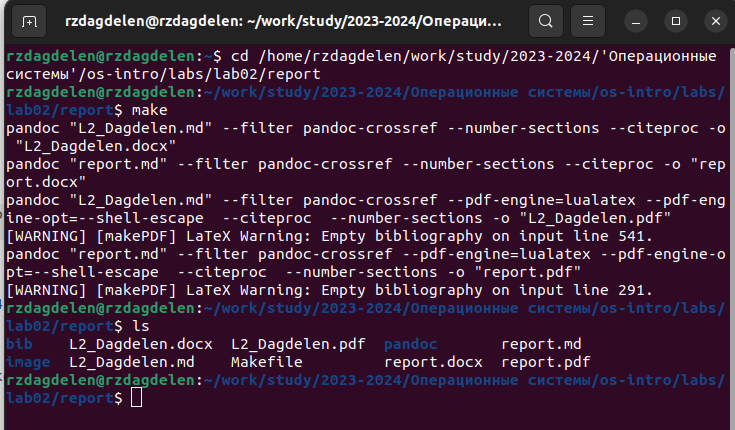 rzdagdelen@rzdagdelen: ~/work/study/2023-2024/Операци...
rzdagdelen@rzdagdelen:~$ cd /home/rzdagdelen/work/study/2023-2024/'Операционные
системы'/os-intro/labs/lab02/report
rzdagdelen@rzdagdelen:~/work/study/2023-2024/Операционные системы/os-intro/labs/
lab02/report$ make
pandoc "L2_Dagdelen.md" --filter pandoc-crossref --number-sections --citeproc -o
"L2_Dagdelen.docx"
pandoc "report.md" --filter pandoc-crossref --number-sections --citeproc -o "rep
ort.docx"
pandoc "L2_Dagdelen.md" --filter pandoc-crossref --pdf-engine=lualatex --pdf-eng
ine-opt=--shell-escape  --citeproc  --number-sections -o "L2_Dagdelen.pdf"
[WARNING] [makePDF] LaTeX Warning: Empty bibliography on input line 541.
pandoc "report.md" --filter pandoc-crossref --pdf-engine=lualatex --pdf-engine-o
pt=--shell-escape  --citeproc  --number-sections -o "report.pdf"
[WARNING] [makePDF] LaTeX Warning: Empty bibliography on input line 291.
rzdagdelen@rzdagdelen:~/work/study/2023-2024/Операционные системы/os-intro/labs/
lab02/report$ ls
bib    L2_Dagdelen.docx  L2_Dagdelen.pdf  pandoc       report.md
image  L2_Dagdelen.md    Makefile         report.docx  report.pdf
rzdagdelen@rzdagdelen:~/work/study/2023-2024/Операционные системы/os-intro/labs/
lab02/report$